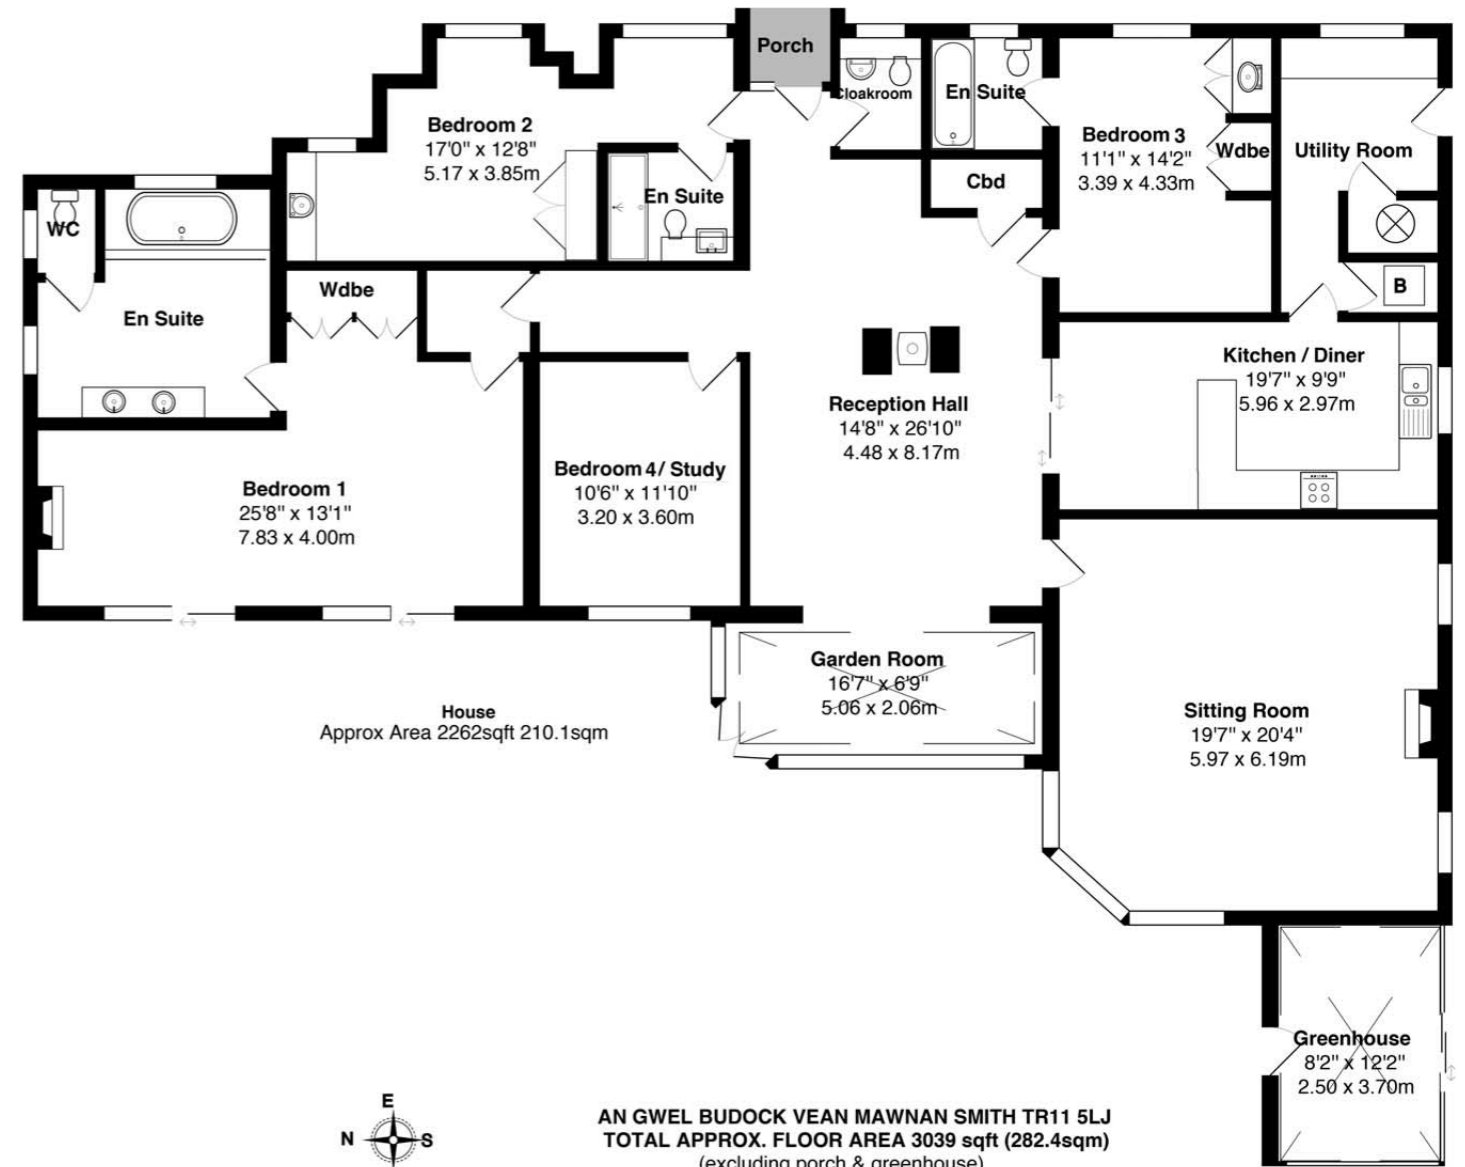 Porch
Cloakroom
En Suite
Bedroom 2
17'0" x 12'8"
5.17 x 3.85m
Bedroom 3
11'1" x 14'2"
3.39 x 4.33m
Wdbe
Utility Room
Cbd
En Suite
WC
B
Wdbe
En Suite
Kitchen / Diner
19'7" x 9'9"
5.96 x 2.97m
Reception Hall
14'8" x 26'10"
4.48 x 8.17m
Bedroom 4/ Study
10'6" x 11'10"
3.20 x 3.60m
Bedroom 1
25'8" x 13'1"
7.83 x 4.00m
Garden Room
16'7" x 6'9"
5.06 x 2.06m
House
Approx Area 2262sqft 210.1sqm
Sitting Room
19'7" x 20'4"
5.97 x 6.19m
Greenhouse
8'2" x 12'2"
2.50 x 3.70m
E
N S
AN GWEL BUDOCK VEAN MAWNAN SMITH TR11 5LJ
TOTAL APPROX. FLOOR AREA 3039 sqft (282.4sqm)
(excluding porch & greenhouse)